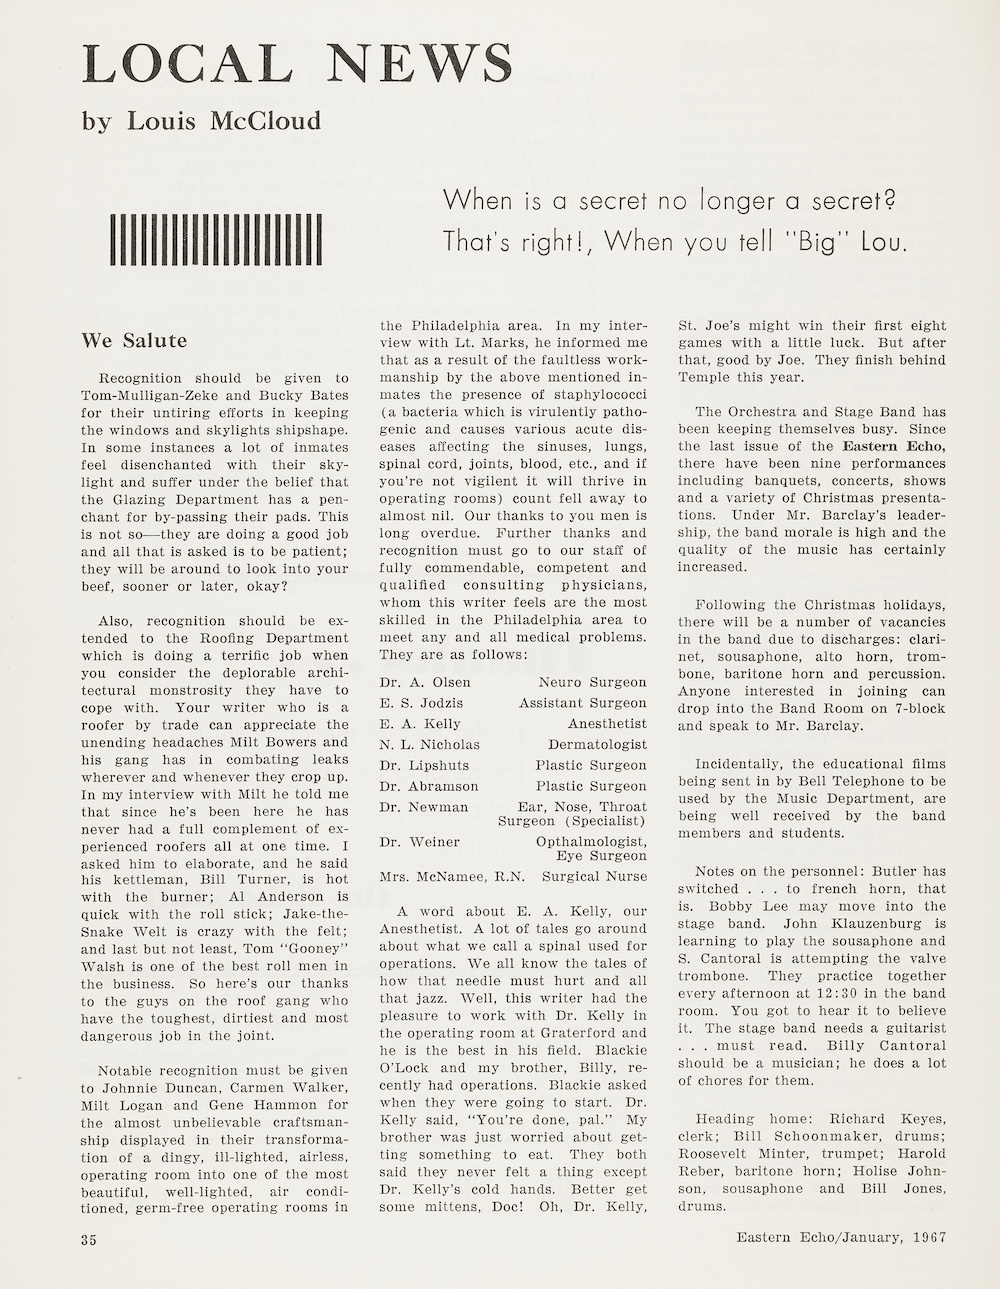 LOCAL NEWS
by Louis McCloud
When is a secret no longer a secret?
That's right!, When you tell "Big" Lou.
We Salute
Recognition should be given to
Tom-Mulligan-Zeke and Bucky Bates
for their untiring efforts in keeping
the windows and skylights shipshape.
In some instances a lot of inmates
feel disenchanted with their sky-
light and suffer under the belief that
the Glazing Department has a pen-
chant for by-passing their pads. This
is not so—they are doing a good job
and all that is asked is to be patient;
they will be around to look into your
beef, sooner or later, okay?
Also, recognition should be ex-
tended to the Roofing Department
which is doing a terrific job when
you consider the deplorable archi-
tectural monstrosity they have to
cope with. Your writer who is a
roofer by trade can appreciate the
unending headaches Milt Bowers and
his gang has in combating leaks
wherever and whenever they crop up.
In my interview with Milt he told me
that since he's been here he has
never had a full complement of ex-
perienced roofers all at one time. I
asked him to elaborate, and he said
his kettleman, Bill Turner, is hot
with the burner; Al Anderson is
quick with the roll stick; Jake-the-
Snake Welt is crazy with the felt;
and last but not least, Tom "Gooney"
Walsh is one of the best roll men in
the business. So here's our thanks
to the guys on the roof gang who
have the toughest, dirtiest and most
dangerous job in the joint.
Notable recognition must be given
to Johnnie Duncan, Carmen Walker,
Milt Logan and Gene Hammon for
the almost unbelievable craftsman-
ship displayed in their transforma-
tion of a dingy, ill-lighted, airless,
operating room into one of the most
beautiful, well-lighted, air condi-
tioned, germ-free operating rooms in
the Philadelphia area. In my inter-
view with Lt. Marks, he informed me
that as a result of the faultless work-
manship by the above mentioned in-
mates the presence of staphylococci
(a bacteria which is virulently patho-
genic and causes various acute dis-
eases affecting the sinuses, lungs,
spinal cord, joints, blood, etc., and if
you're not vigilent it will thrive in
operating rooms) count fell away to
almost nil. Our thanks to you men is
long overdue. Further thanks and
recognition must go to our staff of
fully commendable, competent and
qualified consulting physicians,
whom this writer feels are the most
skilled in the Philadelphia area to
meet any and all medical problems.
They are as follows:
Dr. A. Olsen Neuro Surgeon
E. S. Jodzis Assistant Surgeon
E. A. Kelly Anesthetist
N. L. Nicholas Dermatologist
Dr. Lipshuts Plastic Surgeon
Dr. Abramson Plastic Surgeon
Dr. Newman Ear, Nose, Throat
Surgeon (Specialist)
Dr. Weiner Opthalmologist,
Eye Surgeon
Mrs. McNamee, R.N. Surgical Nurse
A word about E. A. Kelly, our
Anesthetist. A lot of tales go around
about what we call a spinal used for
operations. We all know the tales of
how that needle must hurt and all
that jazz. Well, this writer had the
pleasure to work with Dr. Kelly in
the operating room at Graterford and
he is the best in his field. Blackie
O'Lock and my brother, Billy, re-
cently had operations. Blackie asked
when they were going to start. Dr.
Kelly said, "You're done, pal." My
brother was just worried about get-
ting something to eat. They both
said they never felt a thing except
Dr. Kelly's cold hands. Better get
some mittens, Doc! Oh, Dr. Kelly,
St. Joe's might win their first eight
games with a little luck. But after
that, good by Joe. They finish behind
Temple this year.
The Orchestra and Stage Band has
been keeping themselves busy. Since
the last issue of the Eastern Echo,
there have been nine performances
including banquets, concerts, shows
and a variety of Christmas presenta-
tions. Under Mr. Barclay's leader-
ship, the band morale is high and the
quality of the music has certainly
increased.
Following the Christmas holidays,
there will be a number of vacancies
in the band due to discharges: clari-
net, sousaphone, alto horn, trom-
bone, baritone horn and percussion.
Anyone interested in joining can
drop into the Band Room on 7-block
and speak to Mr. Barclay.
Incidentally, the educational films
being sent in by Bell Telephone to be
used by the Music Department, are
being well received by the band
members and students.
Notes on the personnel: Butler has
switched . . . to french horn, that
is. Bobby Lee may move into the
stage band. John Klauzenburg is
learning to play the sousaphone and
S. Cantoral is attempting the valve
trombone. They practice together
every afternoon at 12:30 in the band
room. You got to hear it to believe
it. The stage band needs a guitarist
. . . must read. Billy Cantoral
should be a musician; he does a lot
of chores for them.
Heading home: Richard Keyes,
clerk; Bill Schoonmaker, drums;
Roosevelt Minter, trumpet; Harold
Reber, baritone horn; Holise John-
son, sousaphone and Bill Jones,
drums.
35
Eastern Echo/January, 1967